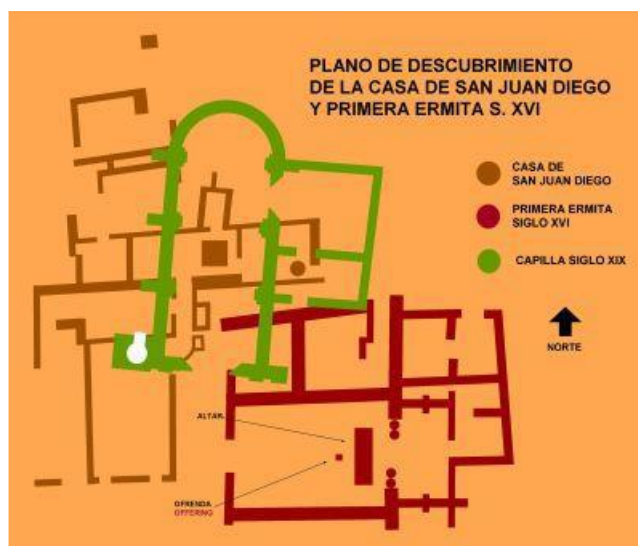 PLANO DE DESCUBRIMIENTO
DE LA CASA DE SAN JUAN DIEGO
Y PRIMERA ERMITA S. XVI
CASA DE
SAN JUAN DIEGO
PRIMERA ERMITA
SIGLO XVI
CAPILLA SIGLO XIX
NORTE
ALTAR
OFRENDA
OFFERING